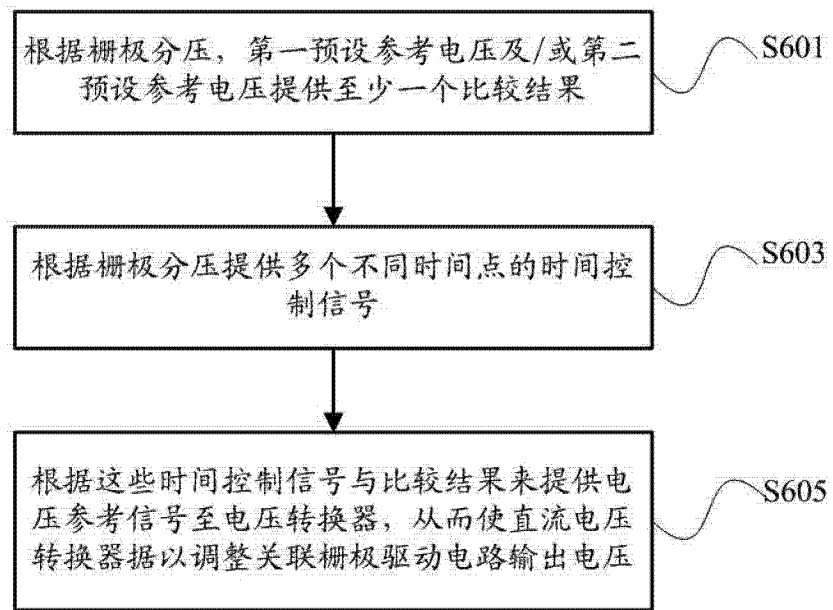 根据栅极分压，第一预设参考电压及/或第二
预设参考电压提供至少一个比较结果
S601
根据栅极分压提供多个不同时间点的时间控
制信号
S603
根据这些时间控制信号与比较结果来提供电
压参考信号至电压转换器，从而使直流电压
转换器据以调整关联栅极驱动电路输出电压
S605